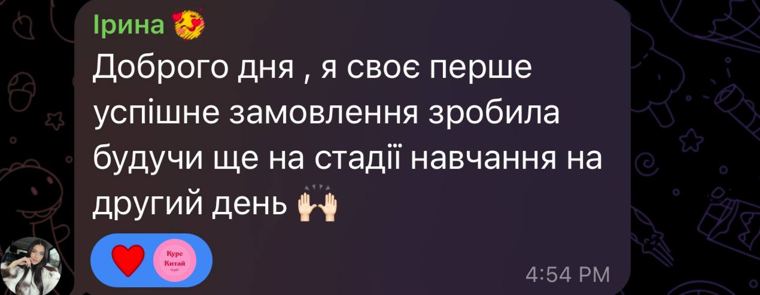 Ірина
Доброго дня , я своє перше
успішне замовлення зробила
будучи ще на стадії навчання на
другий день 🙌🏻
Курс
Китай
4:54 PM